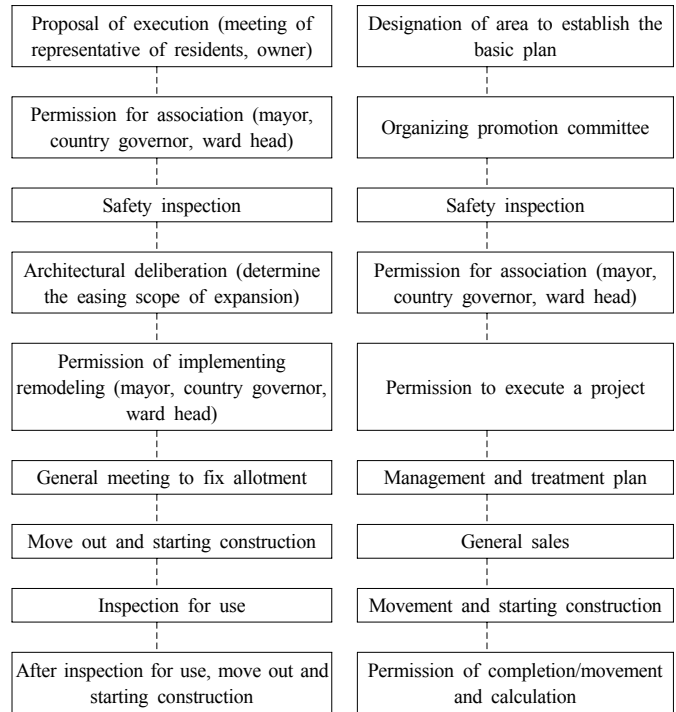 Proposal of execution (meeting of
representative of residents, owner)
Permission for association (mayor,
country governor, ward head)
Safety inspection
Architectural deliberation (determine
the easing scope of expansion)
Permission of implementing
remodeling (mayor, country governor,
ward head)
General meeting to fix allotment
Move out and starting construction
Inspection for use
After inspection for use, move out and
starting construction
Designation of area to establish the
basic plan
Organizing promotion committee
Safety inspection
Permission for association (mayor,
country governor, ward head)
Permission to execute a project
Management and treatment plan
General sales
Movement and starting construction
Permission of completion/movement
and calculation